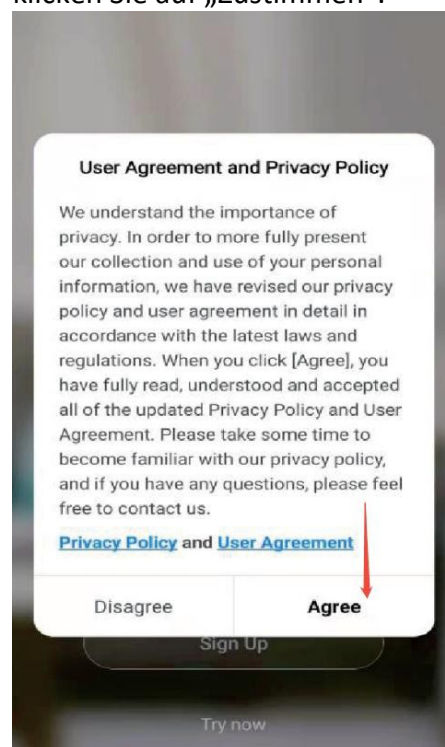 Klicken Sie auf „Zustimmen“.
User Agreement and Privacy Policy
We understand the importance of
privacy. In order to more fully present
our collection and use of your personal
information, we have revised our privacy
policy and user agreement in detail in
accordance with the latest laws and
regulations. When you click [Agree], you
have fully read, understood and accepted
all of the updated Privacy Policy and User
Agreement. Please take some time to
become familiar with our privacy policy,
and if you have any questions, please feel
free to contact us.
Privacy Policy and User Agreement
Disagree Agree
Sign Up
Try now